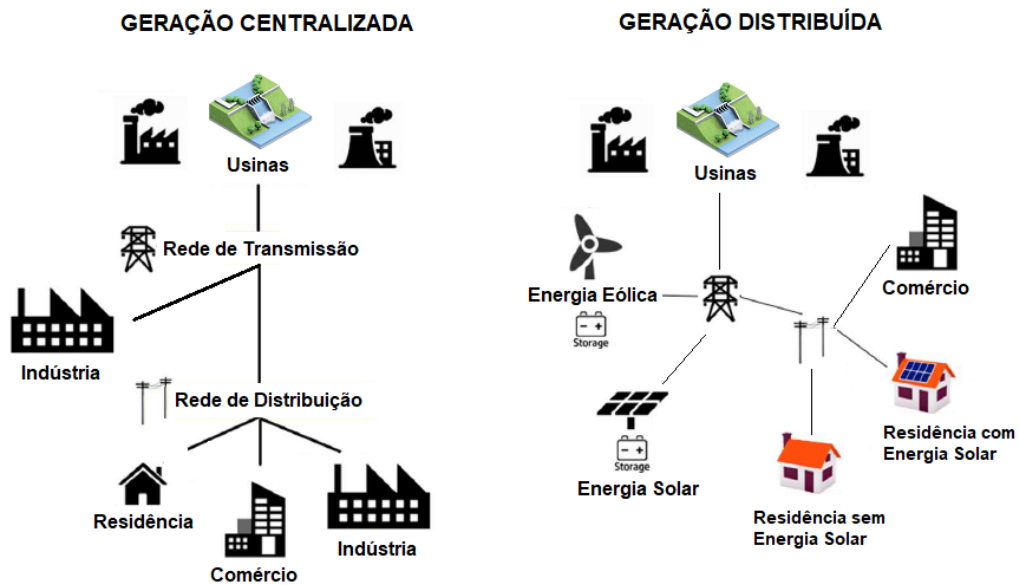 GERAÇÃO CENTRALIZADA
Usinas
Rede de Transmissão
Indústria
Rede de Distribuição
Residência
Comércio
Indústria
GERAÇÃO DISTRIBUÍDA
Usinas
Energia Eólica
- +
Storage
Comércio
- +
Storage
Energia Solar
Residência com
Energia Solar
Residência sem
Energia Solar